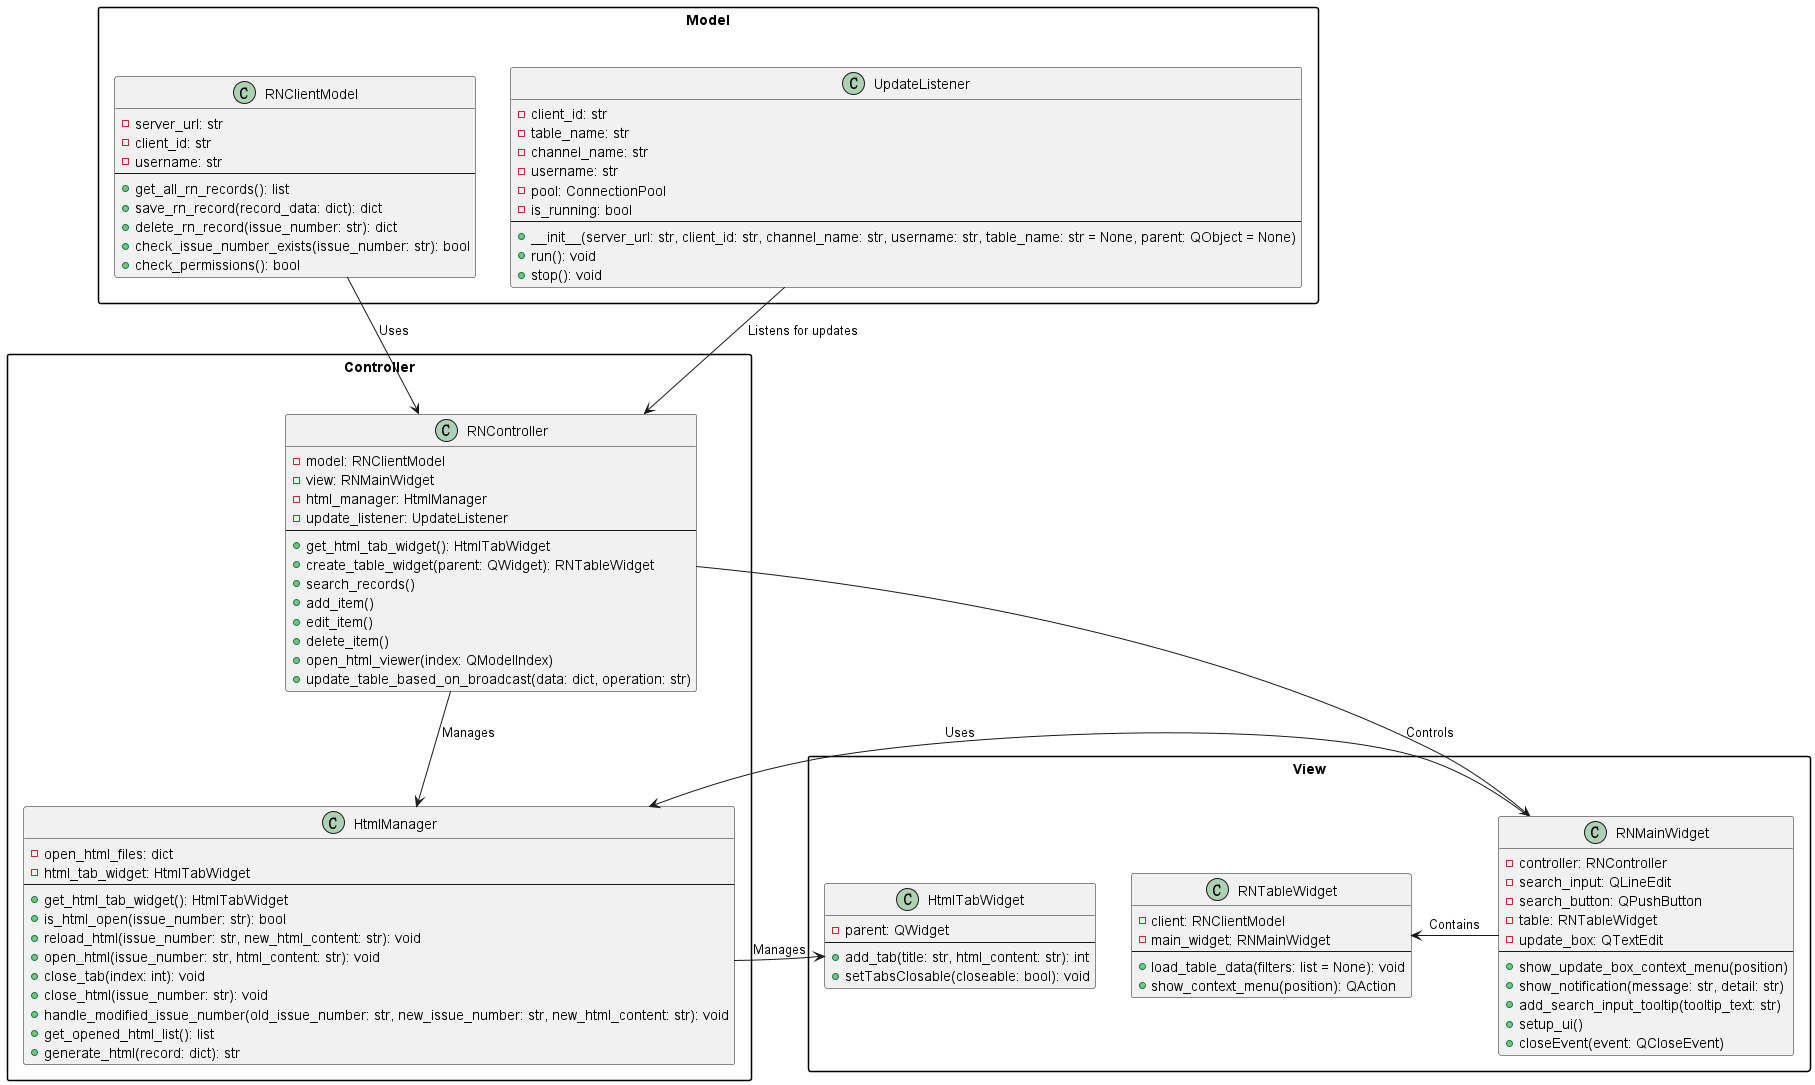 Model
C RNClientModel
server_url: str
client_id: str
username: str
get_all_rn_records(): list
save_rn_record(record_data: dict): dict
delete_rn_record(issue_number: str): dict
check_issue_number_exists(issue_number: str): bool
check_permissions(): bool
C UpdateListener
client_id: str
table_name: str
channel_name: str
username: str
pool: ConnectionPool
is_running: bool
__init__(server_url: str, client_id: str, channel_name: str, username: str, table_name: str = None, parent: QObject = None)
run(): void
stop(): void
Uses
Listens for updates
Controller
C RNController
model: RNClientModel
view: RNMainWidget
html_manager: HtmlManager
update_listener: UpdateListener
get_html_tab_widget(): HtmlTabWidget
create_table_widget(parent: QWidget): RNTableWidget
search_records()
add_item()
edit_item()
delete_item()
open_html_viewer(index: QModelIndex)
update_table_based_on_broadcast(data: dict, operation: str)
Manages
Uses
Controls
C HtmlManager
open_html_files: dict
html_tab_widget: HtmlTabWidget
get_html_tab_widget(): HtmlTabWidget
is_html_open(issue_number: str): bool
reload_html(issue_number: str, new_html_content: str): void
open_html(issue_number: str, html_content: str): void
close_tab(index: int): void
close_html(issue_number: str): void
handle_modified_issue_number(old_issue_number: str, new_issue_number: str, new_html_content: str): void
get_opened_html_list(): list
generate_html(record: dict): str
Manages
View
C HtmlTabWidget
parent: QWidget
add_tab(title: str, html_content: str): int
setTabsClosable(closeable: bool): void
C RNTableWidget
client: RNClientModel
main_widget: RNMainWidget
load_table_data(filters: list = None): void
show_context_menu(position): QAction
Contains
C RNMainWidget
controller: RNController
search_input: QLineEdit
search_button: QPushButton
table: RNTableWidget
update_box: QTextEdit
show_update_box_context_menu(position)
show_notification(message: str, detail: str)
add_search_input_tooltip(tooltip_text: str)
setup_ui()
closeEvent(event: QCloseEvent)